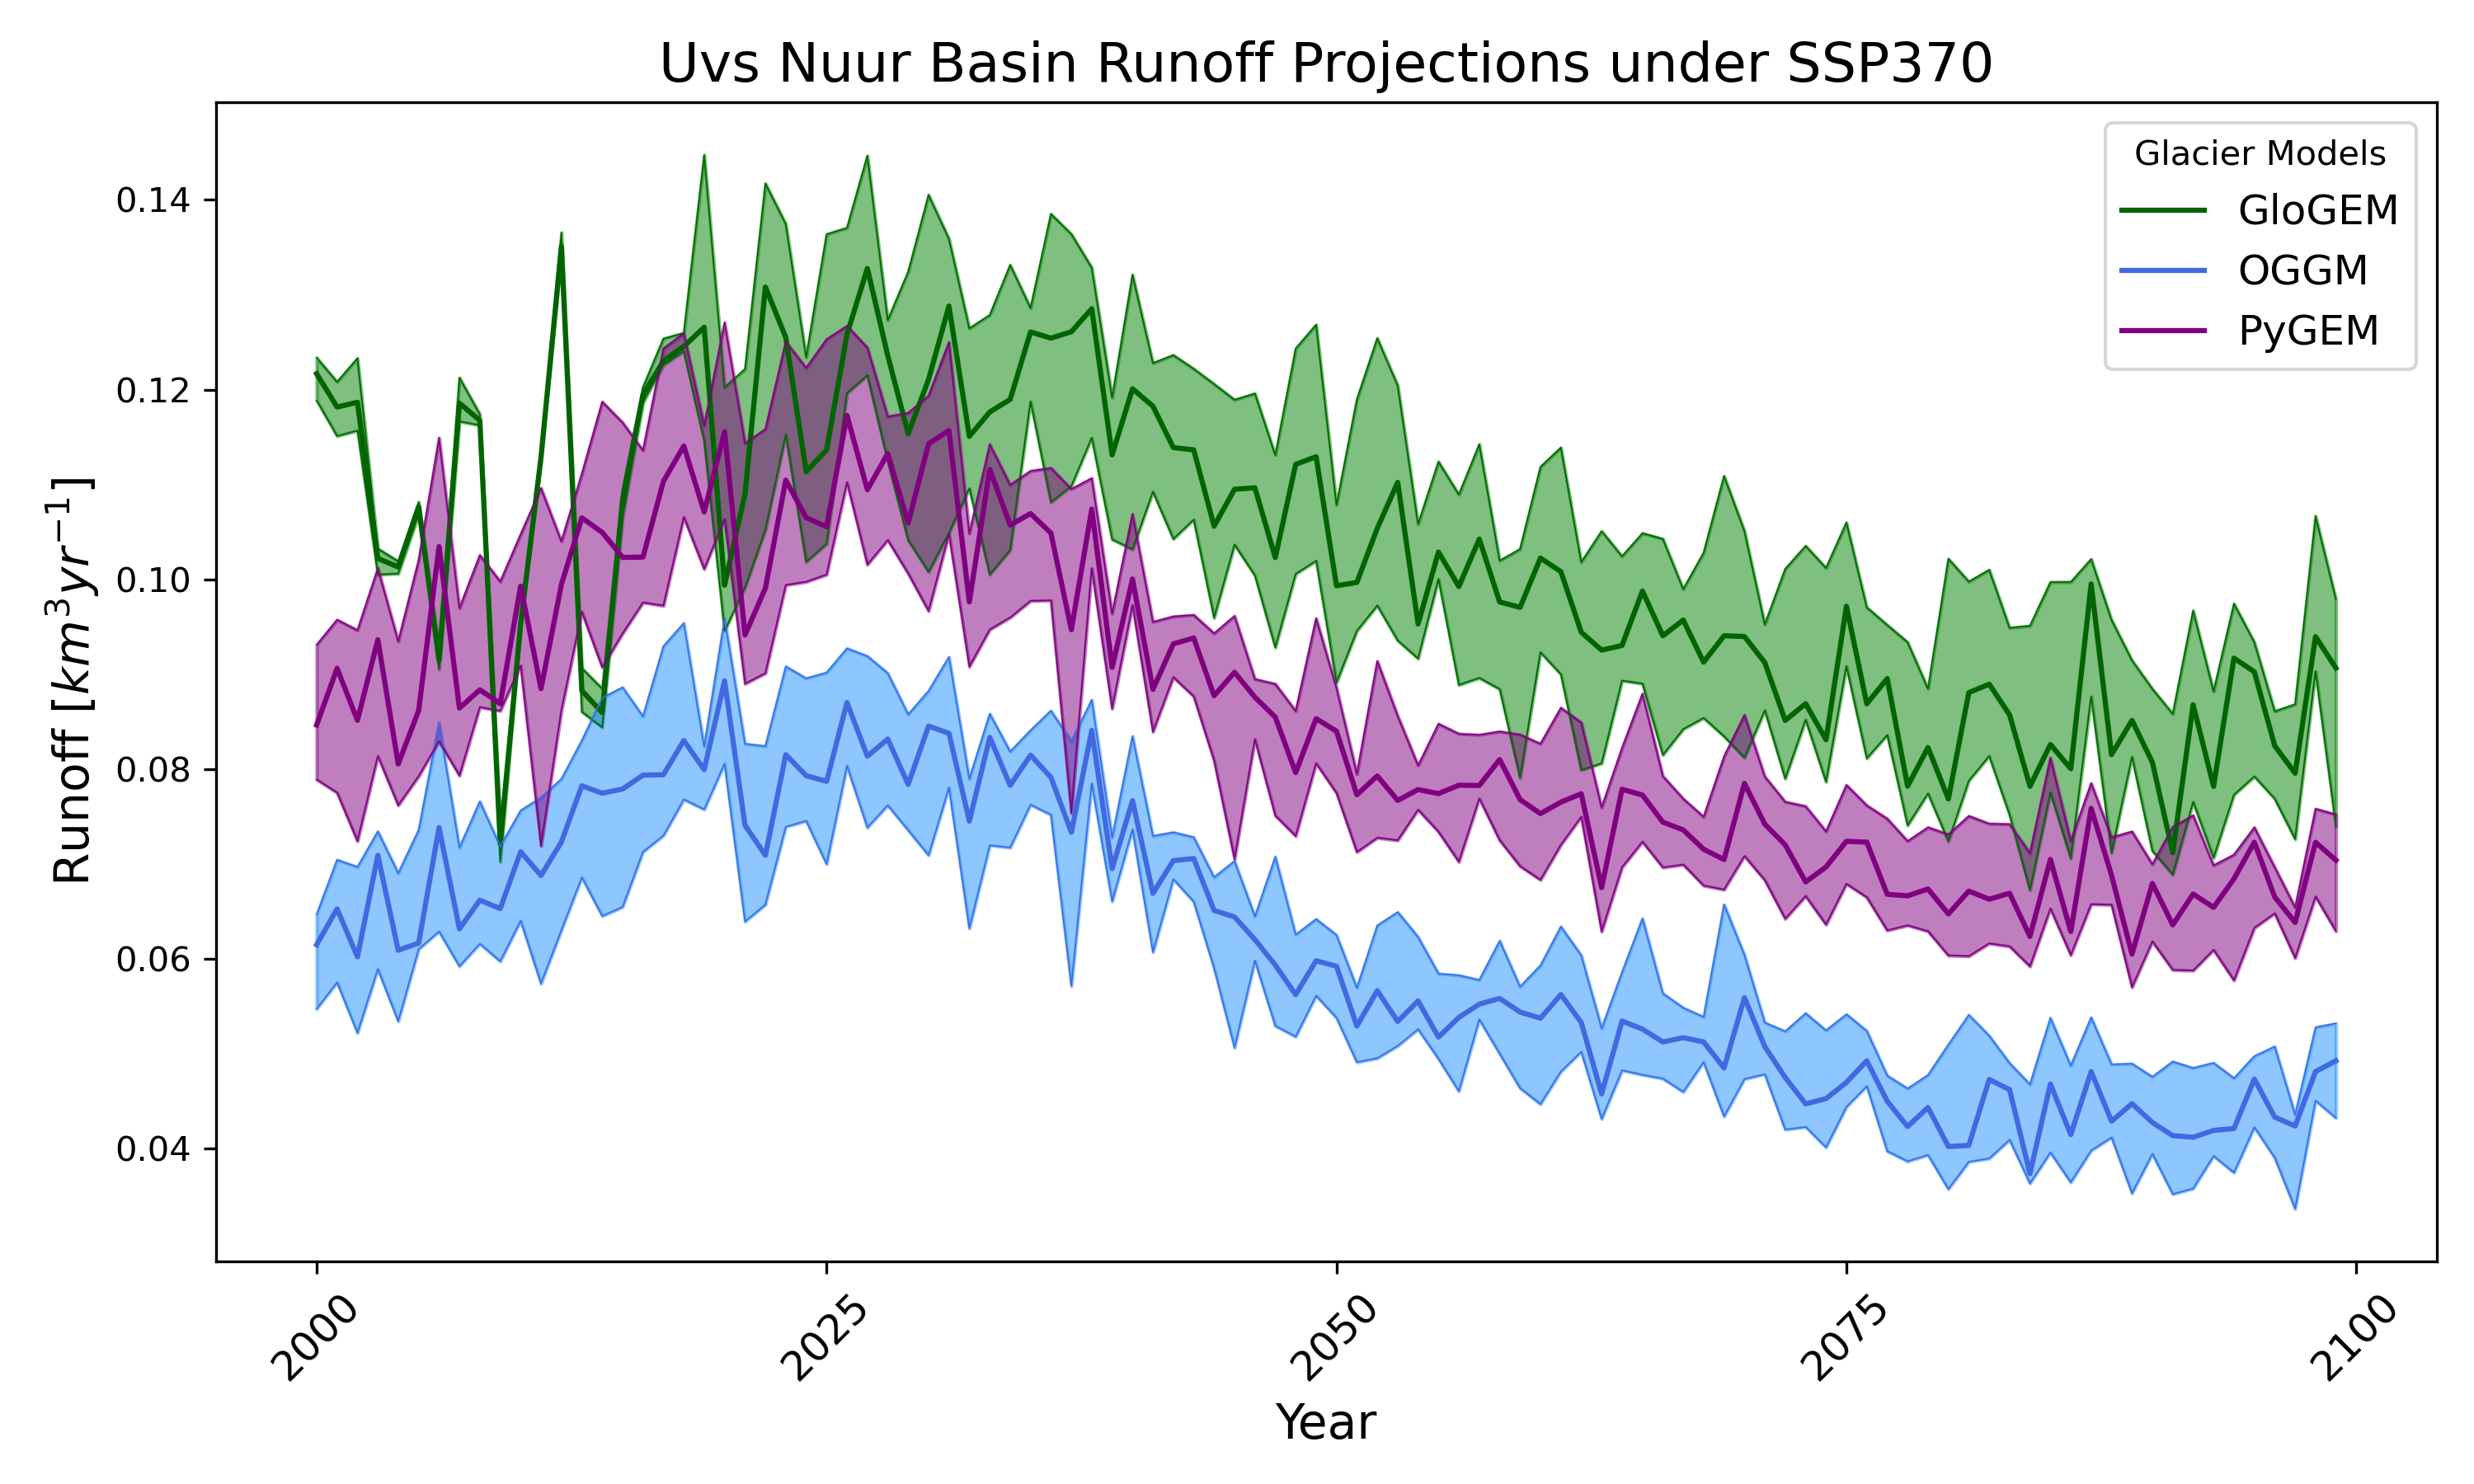 Uvs Nuur Basin Runoff Projections under SSP370
Glacier Models
GloGEM
OGGM
PyGEM
Runoff [km³yr⁻¹]
0.14
0.12
0.10
0.08
0.06
0.04
2000
2025
2050
2075
2100
Year